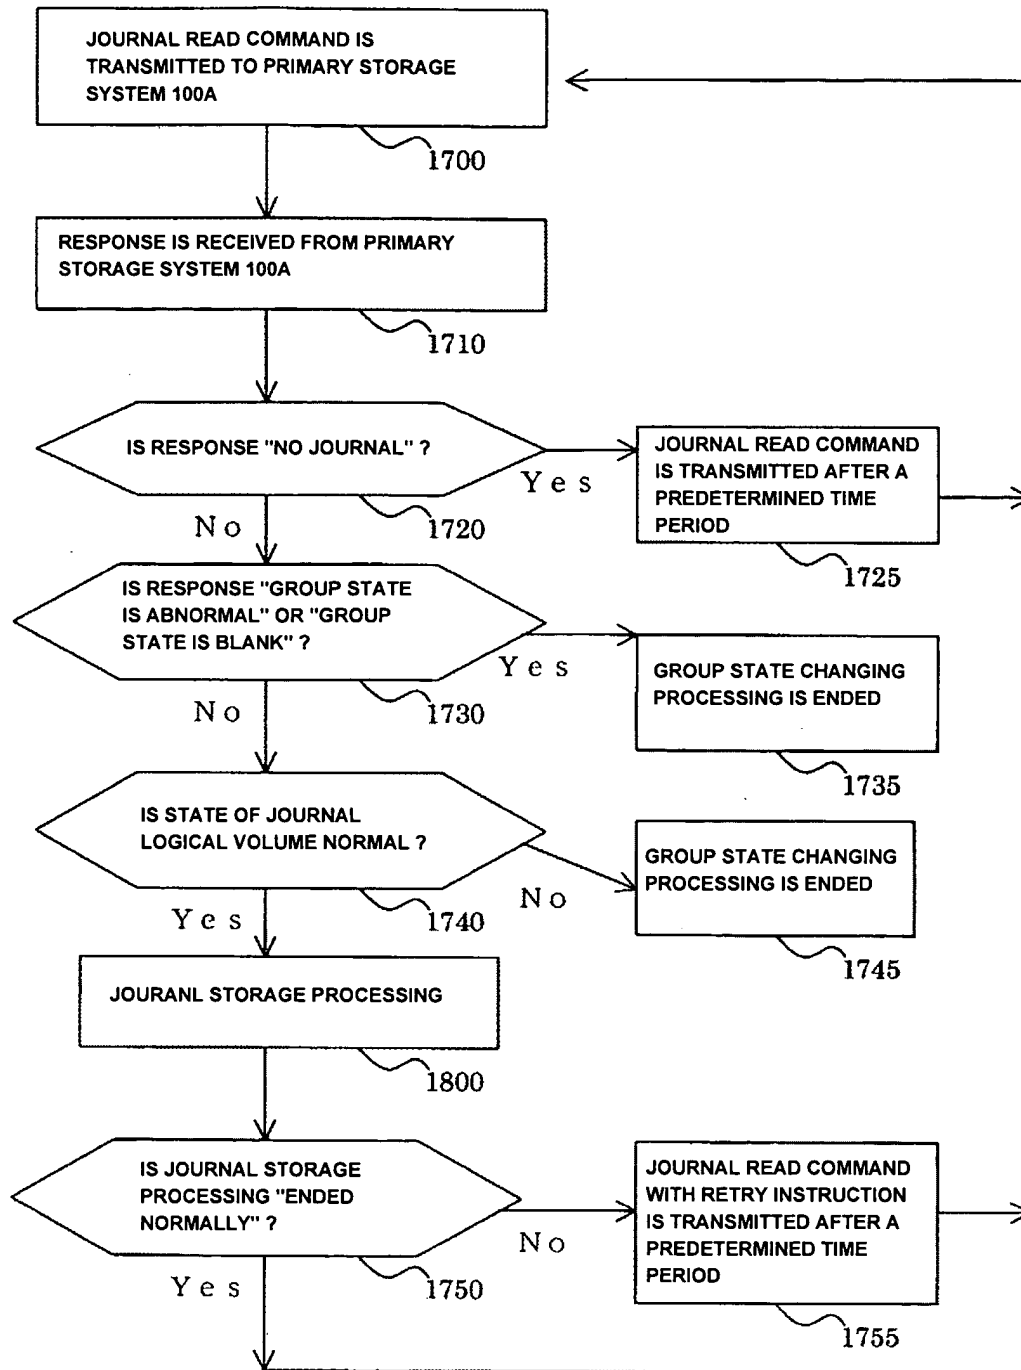 JOURNAL READ COMMAND IS
TRANSMITTED TO PRIMARY STORAGE
SYSTEM 100A
1700
RESPONSE IS RECEIVED FROM PRIMARY
STORAGE SYSTEM 100A
1710
IS RESPONSE "NO JOURNAL" ?
Yes
No
1720
JOURNAL READ COMMAND
IS TRANSMITTED AFTER A
PREDETERMINED TIME
PERIOD
1725
IS RESPONSE "GROUP STATE
IS ABNORMAL" OR "GROUP
STATE IS BLANK" ?
Yes
No
1730
GROUP STATE CHANGING
PROCESSING IS ENDED
1735
IS STATE OF JOURNAL
LOGICAL VOLUME NORMAL ?
No
Yes
1740
GROUP STATE CHANGING
PROCESSING IS ENDED
1745
JOURANL STORAGE PROCESSING
1800
IS JOURNAL STORAGE
PROCESSING "ENDED
NORMALLY" ?
No
Yes
1750
JOURNAL READ COMMAND
WITH RETRY INSTRUCTION
IS TRANSMITTED AFTER A
PREDETERMINED TIME
PERIOD
1755